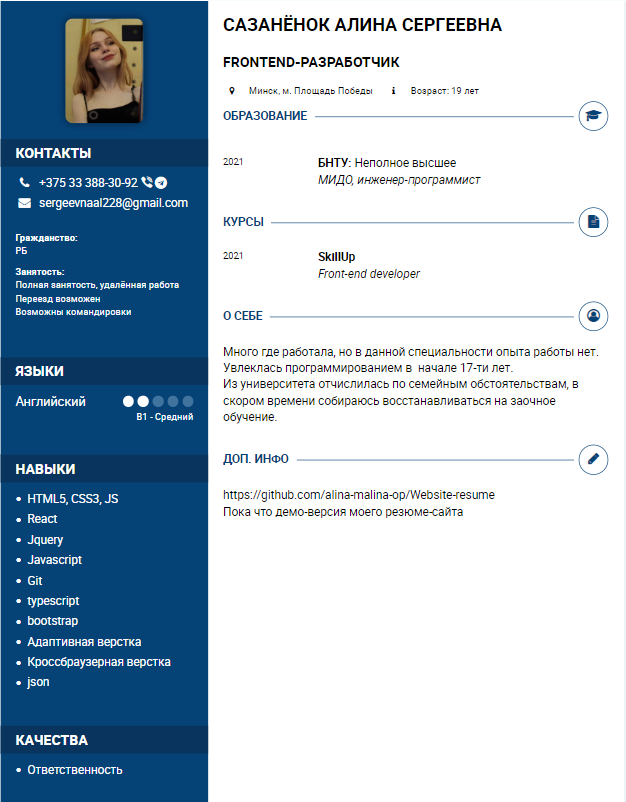 САЗАНЁНОК АЛИНА СЕРГЕЕВНА
FRONTEND-РАЗРАБОТЧИК
Минск, м. Площадь Победы
Возраст: 19 лет
КОНТАКТЫ
+375 33 388-30-92
sergeevnaal228@gmail.com
Гражданство:
РБ
Занятость:
Полная занятость, удалённая работа
Переезд возможен
Возможны командировки
ЯЗЫКИ
Английский
B1 - Средний
НАВЫКИ
HTML5, CSS3, JS
React
Jquery
Javascript
Git
typescript
bootstrap
Адаптивная верстка
Кроссбраузерная верстка
json
КАЧЕСТВА
Ответственность
ОБРАЗОВАНИЕ
2021
БНТУ: Неполное высшее
МИДО, инженер-программист
КУРСЫ
2021
SkillUp
Front-end developer
О СЕБЕ
Много где работала, но в данной специальности опыта работы нет.
Увлеклась программированием в начале 17-ти лет.
Из университета отчислилась по семейным обстоятельствам, в
скором времени собираюсь восстанавливаться на заочное
обучение.
ДОП. ИНФО
https://github.com/alina-malina-op/Website-resume
Пока что демо-версия моего резюме-сайта